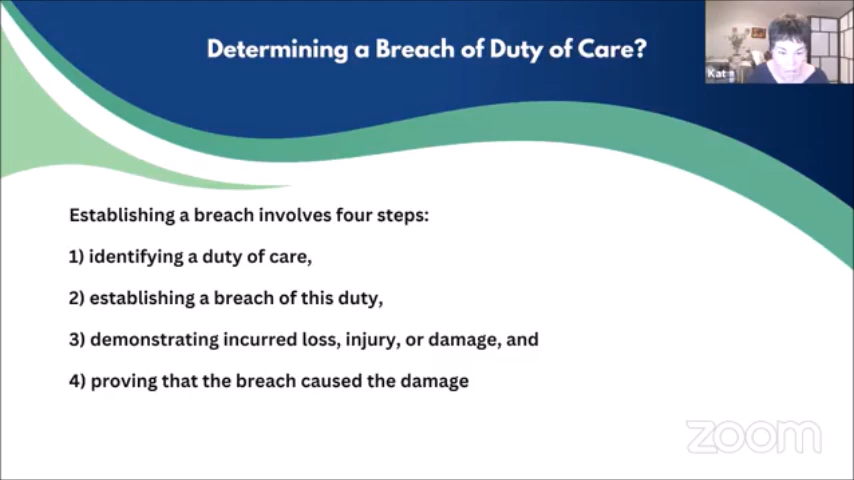 Determining a Breach of Duty of Care?
Kat
Establishing a breach involves four steps:
1) identifying a duty of care,
2) establishing a breach of this duty,
3) demonstrating incurred loss, injury, or damage, and
4) proving that the breach caused the damage
zoom